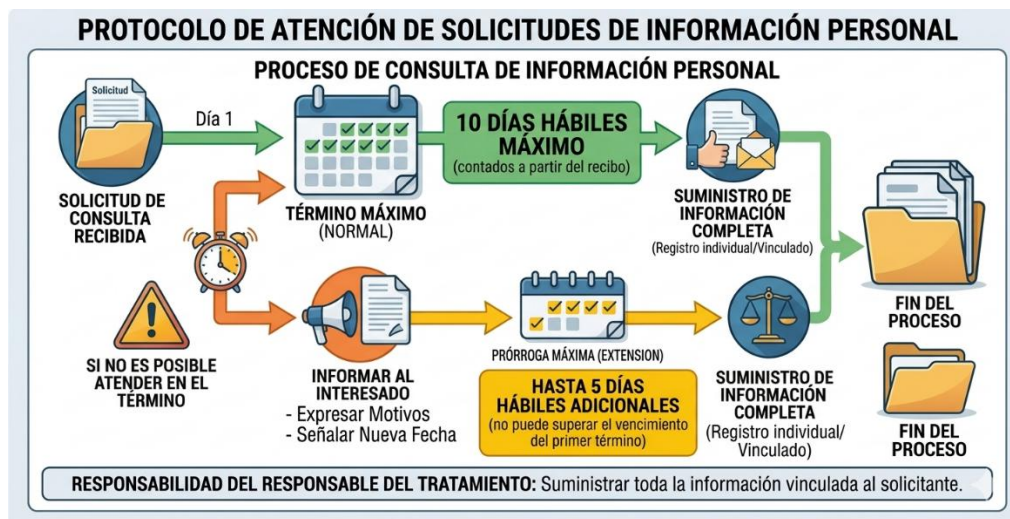 PROTOCOLO DE ATENCIÓN DE SOLICITUDES DE INFORMACIÓN PERSONAL
PROCESO DE CONSULTA DE INFORMACIÓN PERSONAL
Solicitud
Día 1
SOLICITUD DE
CONSULTA
RECIBIDA
TÉRMINO MÁXIMO
(NORMAL)
10 DÍAS HÁBILES
MÁXIMO
(contados a partir del recibo)
SUMINISTRO DE
INFORMACIÓN
COMPLETA
(Registro individual/Vinculado)
FIN DEL
PROCESO
SI NO ES POSIBLE
ATENDER EN EL
TÉRMINO
INFORMAR AL
INTERESADO
- Expresar Motivos
- Señalar Nueva Fecha
PRÓRROGA MÁXIMA (EXTENSION)
HASTA 5 DÍAS
HÁBILES ADICIONALES
(no puede superar el vencimiento
del primer término)
SUMINISTRO DE
INFORMACIÓN
COMPLETA
(Registro individual/
Vinculado)
FIN DEL
PROCESO
RESPONSABILIDAD DEL RESPONSABLE DEL TRATAMIENTO: Suministrar toda la información vinculada al solicitante.